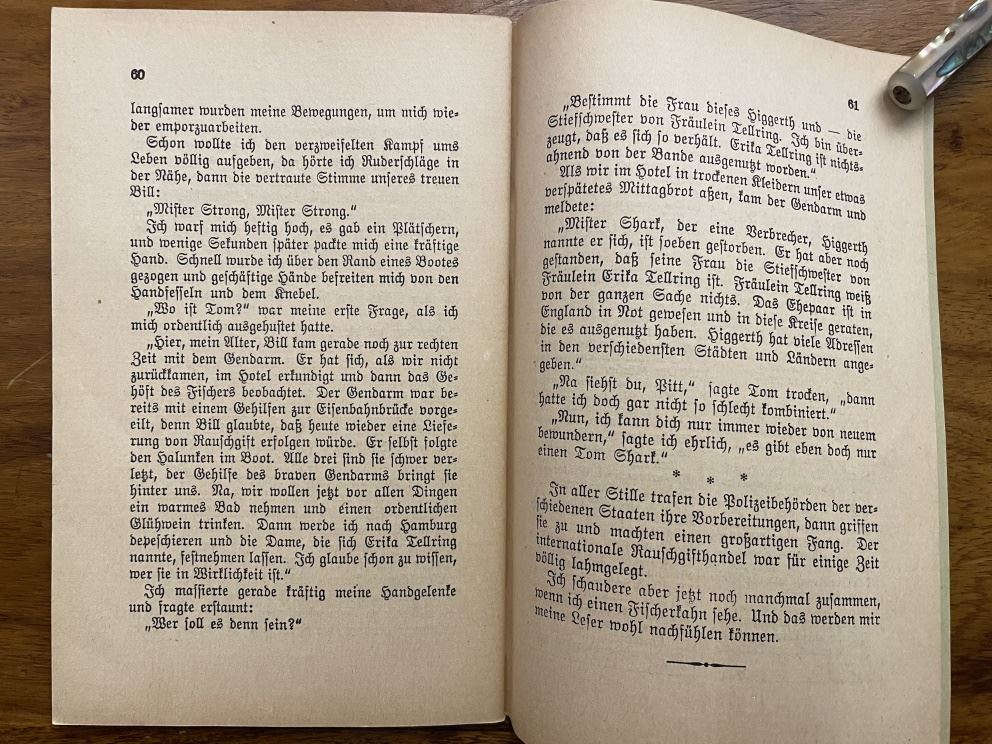 60
langsamer wurden meine Bewegungen, um mich wie-
der emporzuarbeiten.
Schon wollte ich den verzweifelten Kampf ums
Leben völlig aufgeben, da hörte ich Ruderschläge in
der Nähe, dann die vertraute Stimme unseres treuen
Bill:
„Mister Strong, Mister Strong.“
Ich warf mich heftig hoch, es gab ein Plätschern,
und wenige Sekunden später packte mich eine kräftige
Hand. Schnell wurde ich über den Rand eines Bootes
gezogen und geschäftige Hände befreiten mich von den
Handfesseln und dem Knebel.
„Wo ist Tom?“ war meine erste Frage, als ich
mich ordentlich ausgehustet hatte.
„Hier, mein Alter, Bill kam gerade noch zur rechten
Zeit mit dem Gendarm. Er hat sich, als wir nicht
zurückkamen, im Hotel erkundigt und dann das Ge-
höft des Fischers beobachtet. Der Gendarm war be-
reits mit einem Gehilfen zur Eisenbahnbrücke vorge-
eilt, denn Bill glaubte, daß heute wieder eine Liefe-
rung von Rauschgift erfolgen würde. Er selbst folgte
den Halunken im Boot. Alle drei sind sie schwer ver-
letzt, der Gehilfe des braven Gendarms bringt sie
hinter uns. Na, wir wollen jetzt vor allen Dingen
ein warmes Bad nehmen und einen ordentlichen
Glühwein trinken. Dann werde ich nach Hamburg
depeschieren und die Dame, die sich Erika Tellring
nannte, festnehmen lassen. Ich glaube schon zu wissen,
wer sie in Wirklichkeit ist.“
Ich massierte gerade kräftig meine Handgelenke
und fragte erstaunt:
„Wer soll es denn sein?“
61
„Bestimmt die Frau dieses Higgerth und — die
Stiefschwester von Fräulein Tellring. Ich bin über-
zeugt, daß es sich so verhält. Erika Tellring ist nichts-
ahnend von der Bande ausgenutzt worden.“
Als wir im Hotel in trockenen Kleidern unser etwas
verspätetes Mittagbrot aßen, kam der Gendarm und
meldete:
„Mister Shark, der eine Verbrecher, Higgerth
nannte er sich, ist soeben gestorben. Er hat aber noch
gestanden, daß seine Frau die Stiefschwester von
Fräulein Erika Tellring ist. Fräulein Tellring weiß
von der ganzen Sache nichts. Das Ehepaar ist in
England in Not gewesen und in diese Kreise geraten,
die es ausgenutzt haben. Higgerth hat viele Adressen
in den verschiedensten Städten und Ländern ange-
geben.“
„Na siehst du, Pitt,“ sagte Tom trocken, „dann
hatte ich doch gar nicht so schlecht kombiniert.“
„Nun, ich kann dich nur immer wieder von neuem
bewundern,“ sagte ich ehrlich, „es gibt eben doch nur
einen Tom Shark.“
* * *
In aller Stille trafen die Polizeibehörden der ver-
schiedenen Staaten ihre Vorbereitungen, dann griffen
sie zu und machten einen großartigen Fang. Der
internationale Rauschgifthandel war für einige Zeit
völlig lahmgelegt.
Ich schaudere aber jetzt noch manchmal zusammen,
wenn ich einen Fischerkahn sehe. Und das werden mir
meine Leser wohl nachfühlen können.